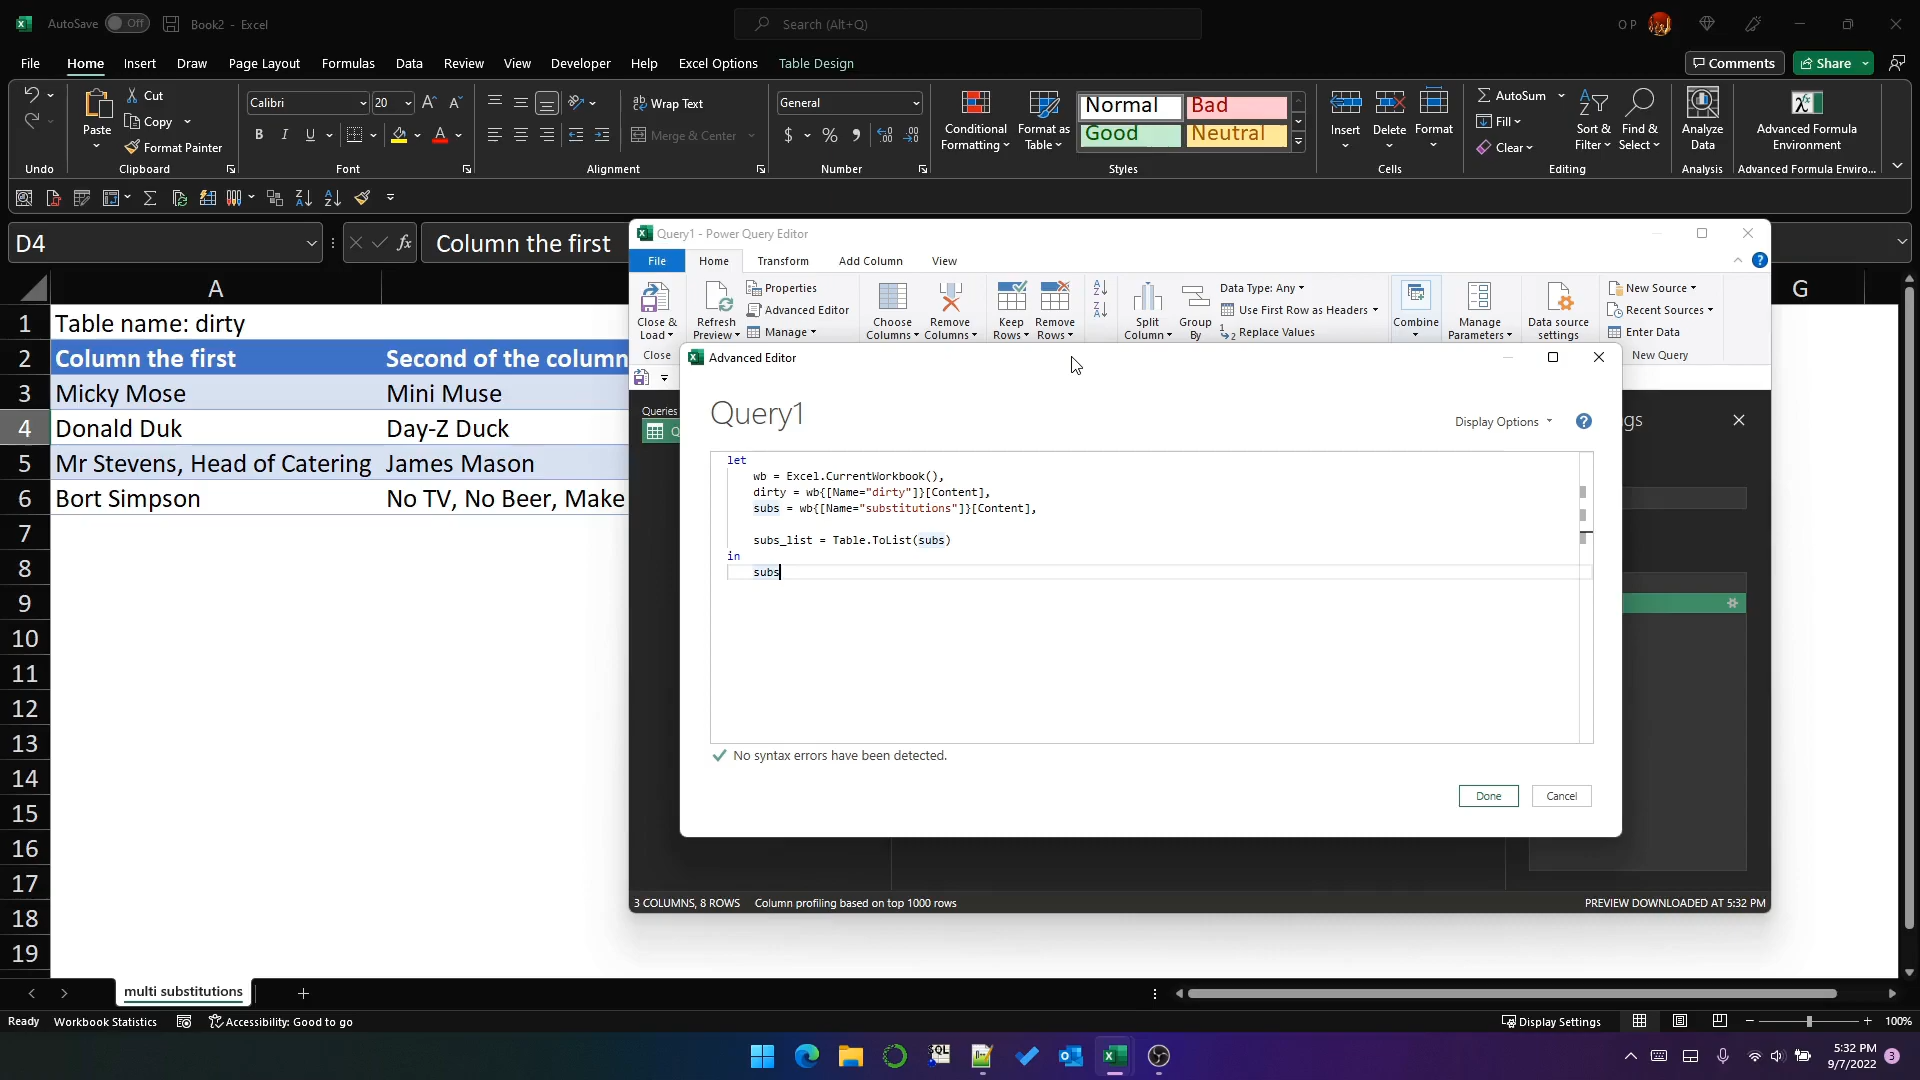 AutoSave Off Book2 - Excel
Search (Alt+Q)
O P
File Home Insert Draw Page Layout Formulas Data Review View Developer Help Excel Options Table Design
Comments Share
Cut
Copy
Format Painter
Paste
Undo Clipboard
Calibri 20
B I U A
Font
Wrap Text
Merge & Center
Alignment
General
$ % ,
Number
Conditional Formatting
Format as Table
Normal Bad
Good Neutral
Styles
Insert Delete Format
Cells
AutoSum
Fill
Clear
Sort & Filter
Find & Select
Editing
Analyze Data
Analysis
Advanced Formula Environment
Advanced Formula Enviro...
D4 fx Column the first
A G
1 Table name: dirty
2 Column the first Second of the column
3 Micky Mose Mini Muse
4 Donald Duk Day-Z Duck
5 Mr Stevens, Head of Catering James Mason
6 Bort Simpson No TV, No Beer, Make
7
8
9
10
11
12
13
14
15
16
17
18
19
Query1 - Power Query Editor
File Home Transform Add Column View
Close & Load
Close
Refresh Preview
Properties
Advanced Editor
Manage
Choose Columns
Remove Columns
Keep Rows
Remove Rows
Split Column
Group By
Data Type: Any
Use First Row as Headers
Replace Values
Combine
Manage Parameters
Data source settings
New Source
Recent Sources
Enter Data
New Query
Queries
Q
gs
Advanced Editor
Query1
Display Options
let
wb = Excel.CurrentWorkbook(),
dirty = wb{[Name="dirty"]}[Content],
subs = wb{[Name="substitutions"]}[Content],
subs_list = Table.ToList(subs)
in
subs
No syntax errors have been detected.
Done Cancel
3 COLUMNS, 8 ROWS Column profiling based on top 1000 rows PREVIEW DOWNLOADED AT 5:32 PM
multi substitutions
Ready Workbook Statistics Accessibility: Good to go Display Settings 100%
SQL
5:32 PM
9/7/2022 3